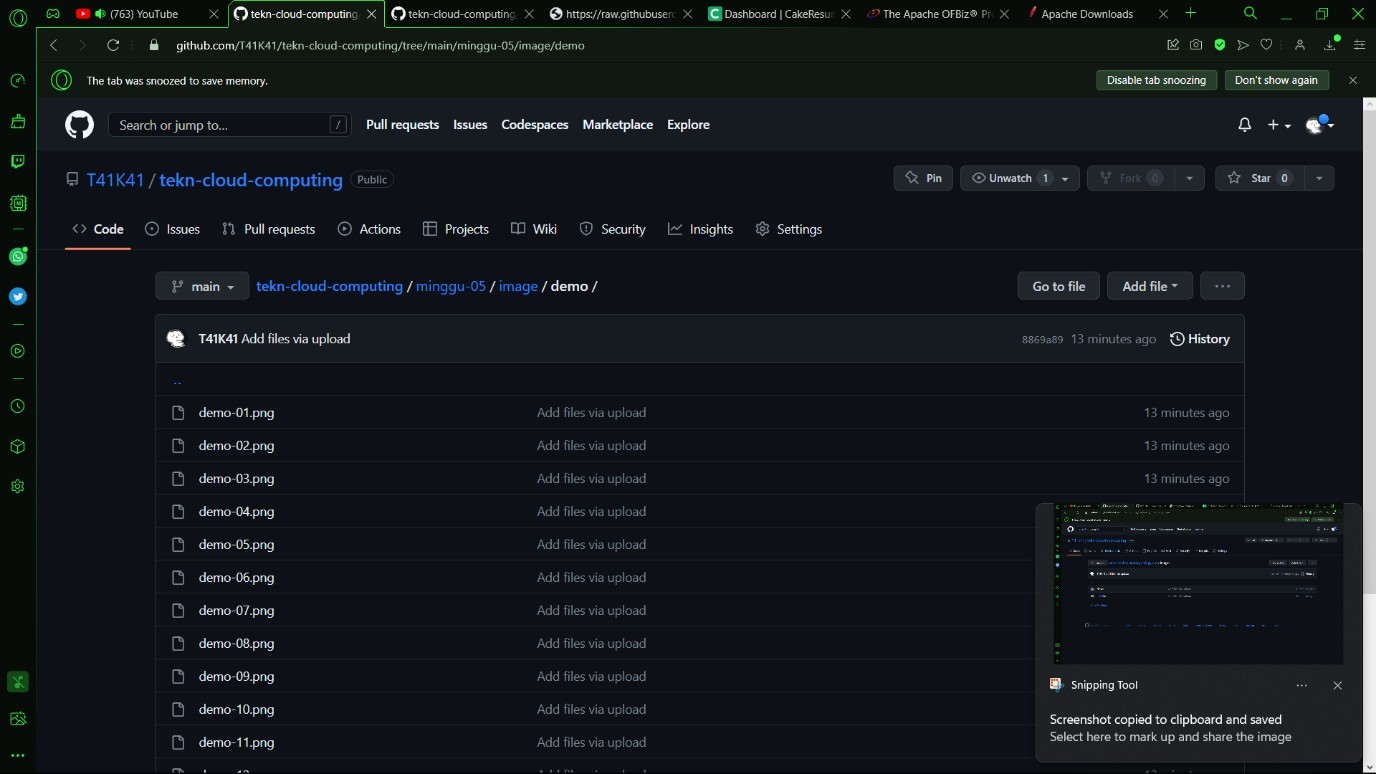 (763) YouTube
tekn-cloud-computing
tekn-cloud-computing
https://raw.githubuserc
Dashboard | CakeResum
The Apache OFBiz® Pr
Apache Downloads
github.com/T41K41/tekn-cloud-computing/tree/main/minggu-05/image/demo
The tab was snoozed to save memory.
Disable tab snoozing
Don't show again
Search or jump to...
/
Pull requests
Issues
Codespaces
Marketplace
Explore
T41K41 / tekn-cloud-computing
Public
Pin
Unwatch 1
Fork 0
Star 0
Code
Issues
Pull requests
Actions
Projects
Wiki
Security
Insights
Settings
main
tekn-cloud-computing / minggu-05 / image / demo /
Go to file
Add file
...
T41K41 Add files via upload
8869a89 13 minutes ago
History
..
demo-01.png Add files via upload 13 minutes ago
demo-02.png Add files via upload 13 minutes ago
demo-03.png Add files via upload 13 minutes ago
demo-04.png Add files via upload
demo-05.png Add files via upload
demo-06.png Add files via upload
demo-07.png Add files via upload
demo-08.png Add files via upload
demo-09.png Add files via upload
demo-10.png Add files via upload
demo-11.png Add files via upload
Snipping Tool
Screenshot copied to clipboard and saved
Select here to mark up and share the image